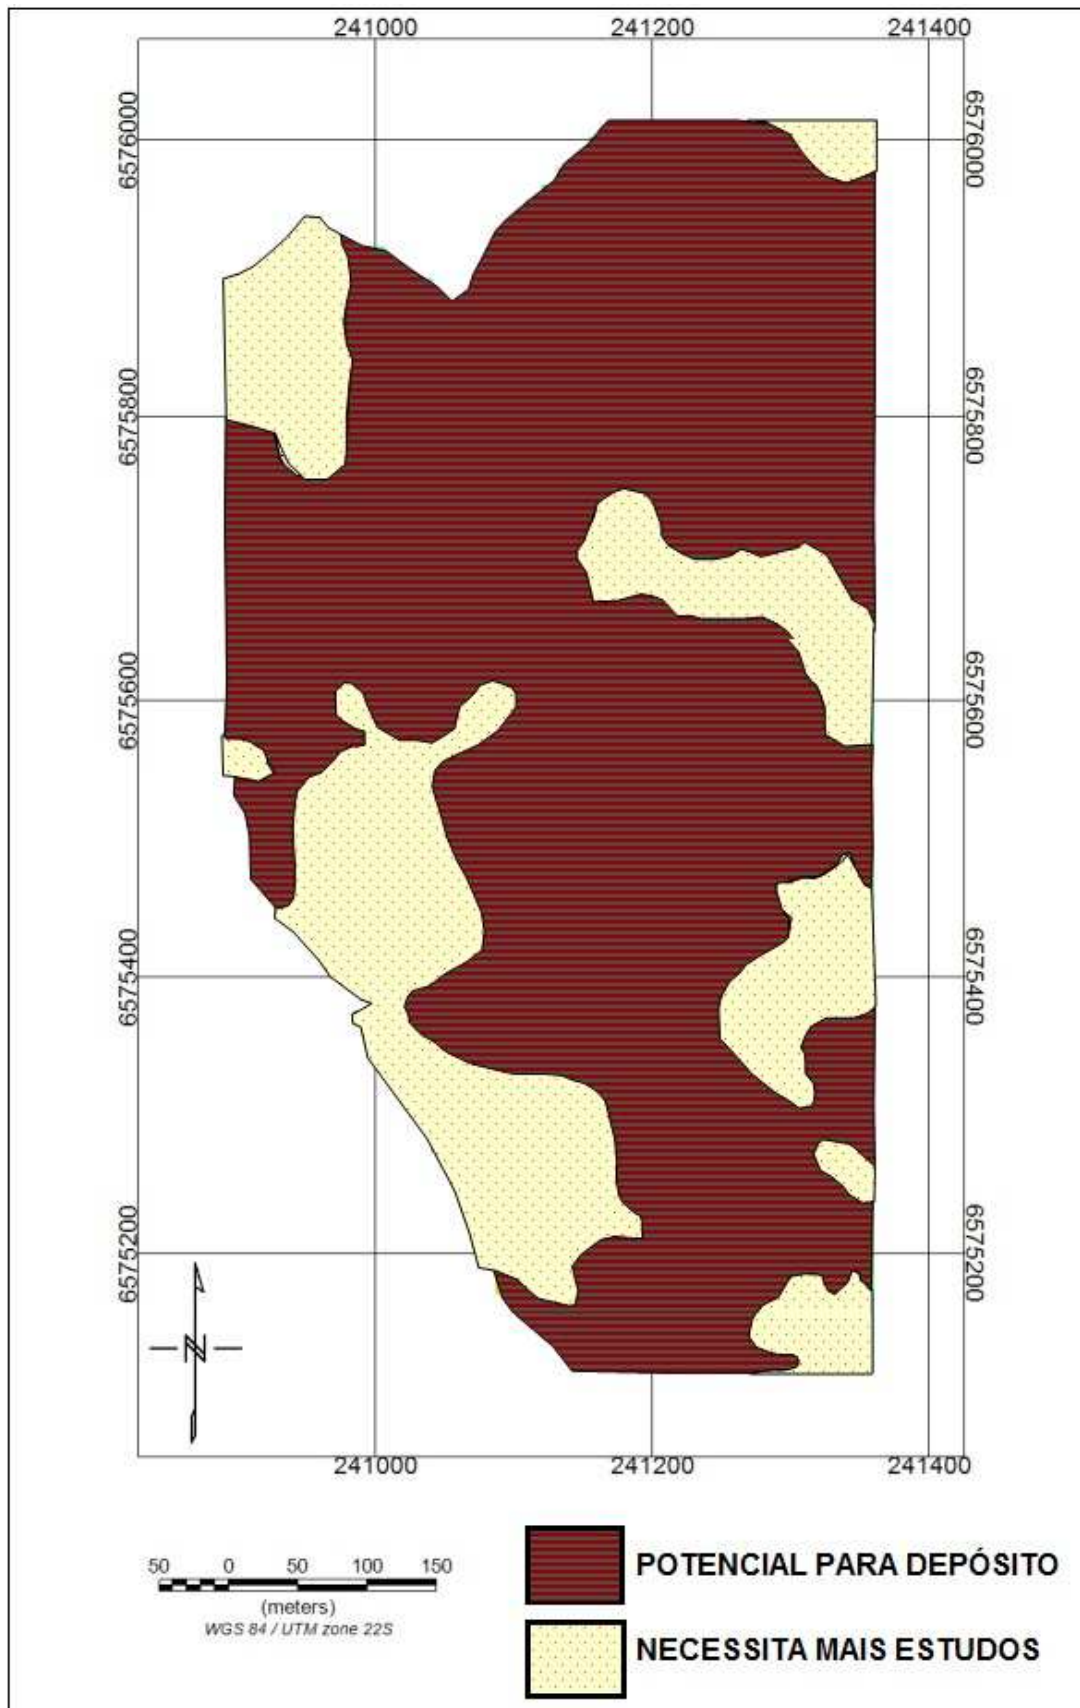 241000 241200 241400
6576000 6576000
6575800 6575800
6575600 6575600
6575400 6575400
6575200 6575200
N
241000 241200 241400
50 0 50 100 150
(meters)
WGS 84 / UTM zone 22S
POTENCIAL PARA DEPÓSITO
NECESSITA MAIS ESTUDOS